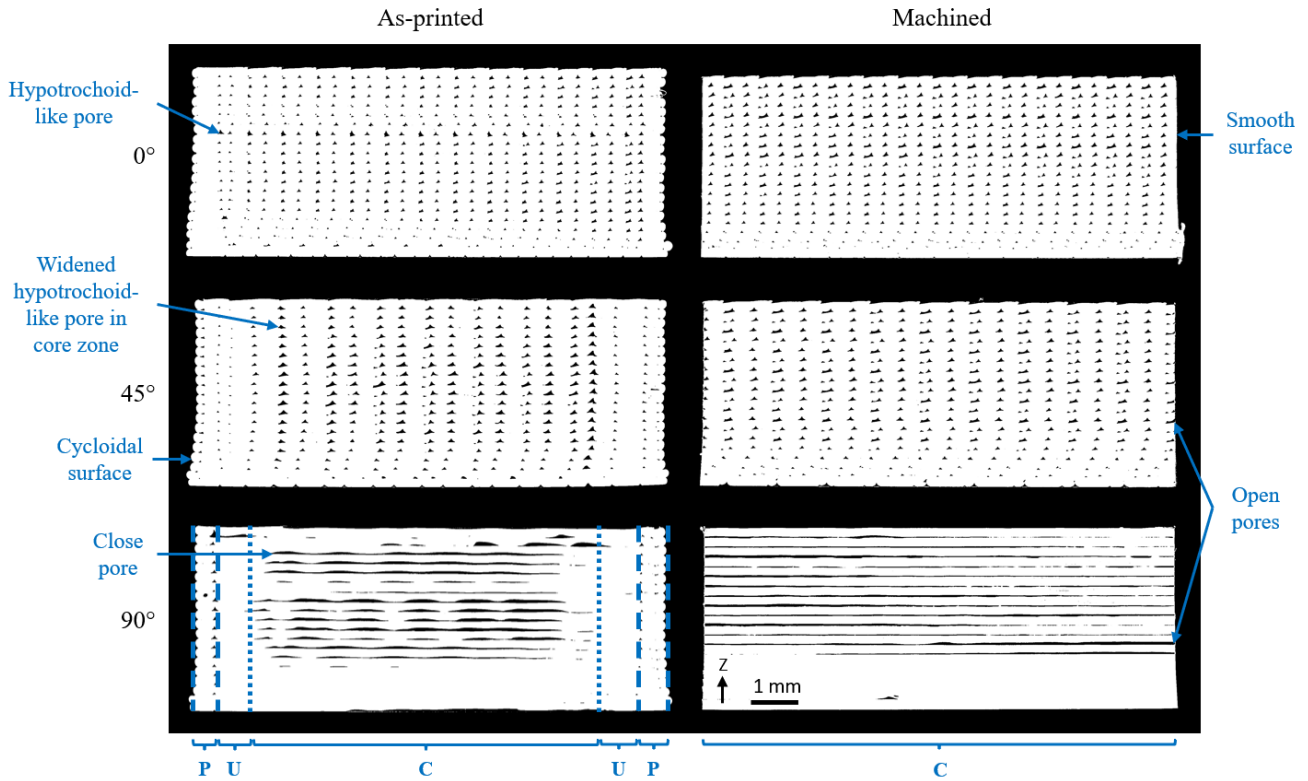 As-printed
Machined
Hypotrochoid-
like pore
0°
Smooth
surface
Widened
hypotrochoid-
like pore in
core zone
45°
Cycloidal
surface
Open
pores
Close
pore
90°
Z
1 mm
P U C U P C